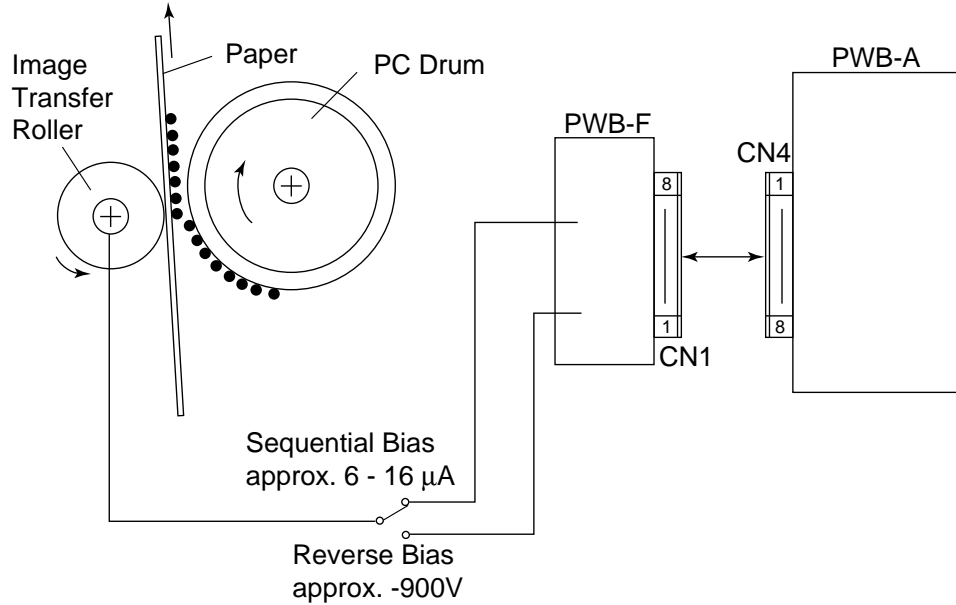 Image
Transfer
Roller
Paper
PC Drum
PWB-F
PWB-A
CN4
8
1
1
8
CN1
Sequential Bias
approx. 6 - 16 μA
Reverse Bias
approx. -900V